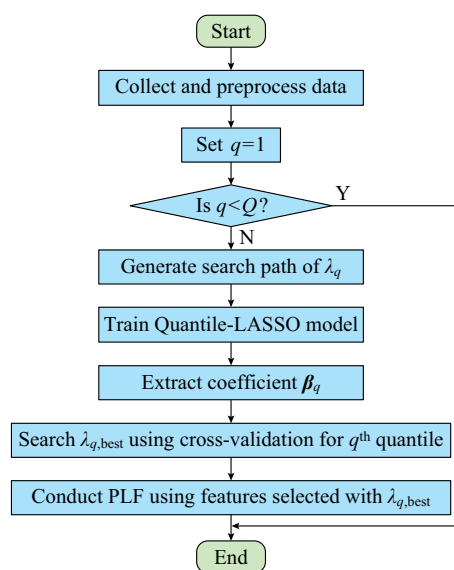 Start
Collect and preprocess data
Set q=1
Is q<Q?
Y
N
Generate search path of λq
Train Quantile-LASSO model
Extract coefficient βq
Search λq,best using cross-validation for qth quantile
Conduct PLF using features selected with λq,best
End